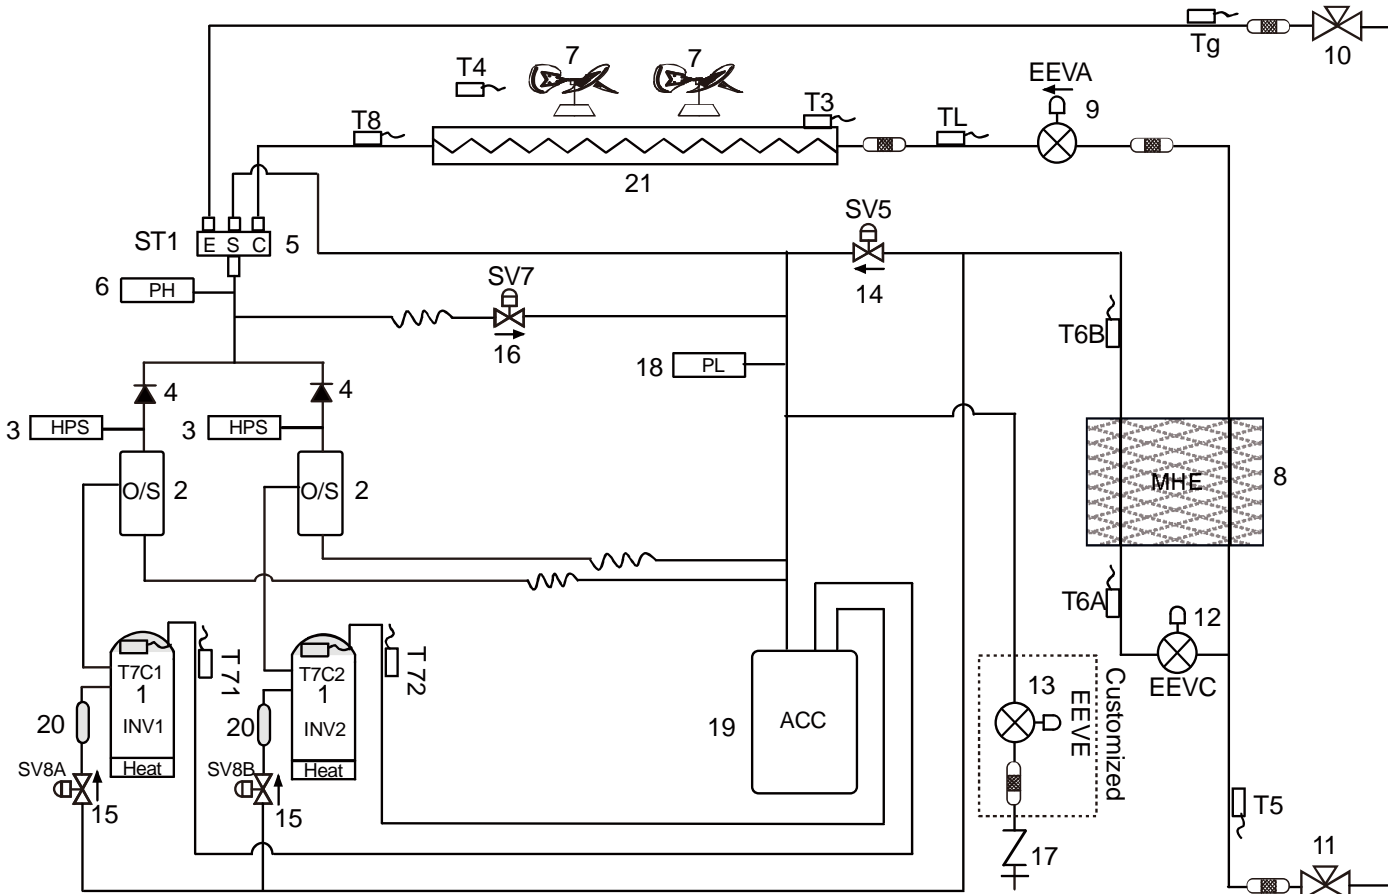 Tg
10
T4
7
7
EEVA
9
T8
T3
TL
21
ST1
E S C
5
SV5
14
6
PH
SV7
16
18
PL
T6B
4
4
3
HPS
3
HPS
O/S
2
O/S
2
MHE
8
T6A
12
EEVC
T7C1
1
INV1
Heat
T71
T7C2
1
INV2
Heat
T72
20
20
SV8A
15
SV8B
15
19
ACC
13
EEVE
Customized
17
T5
11